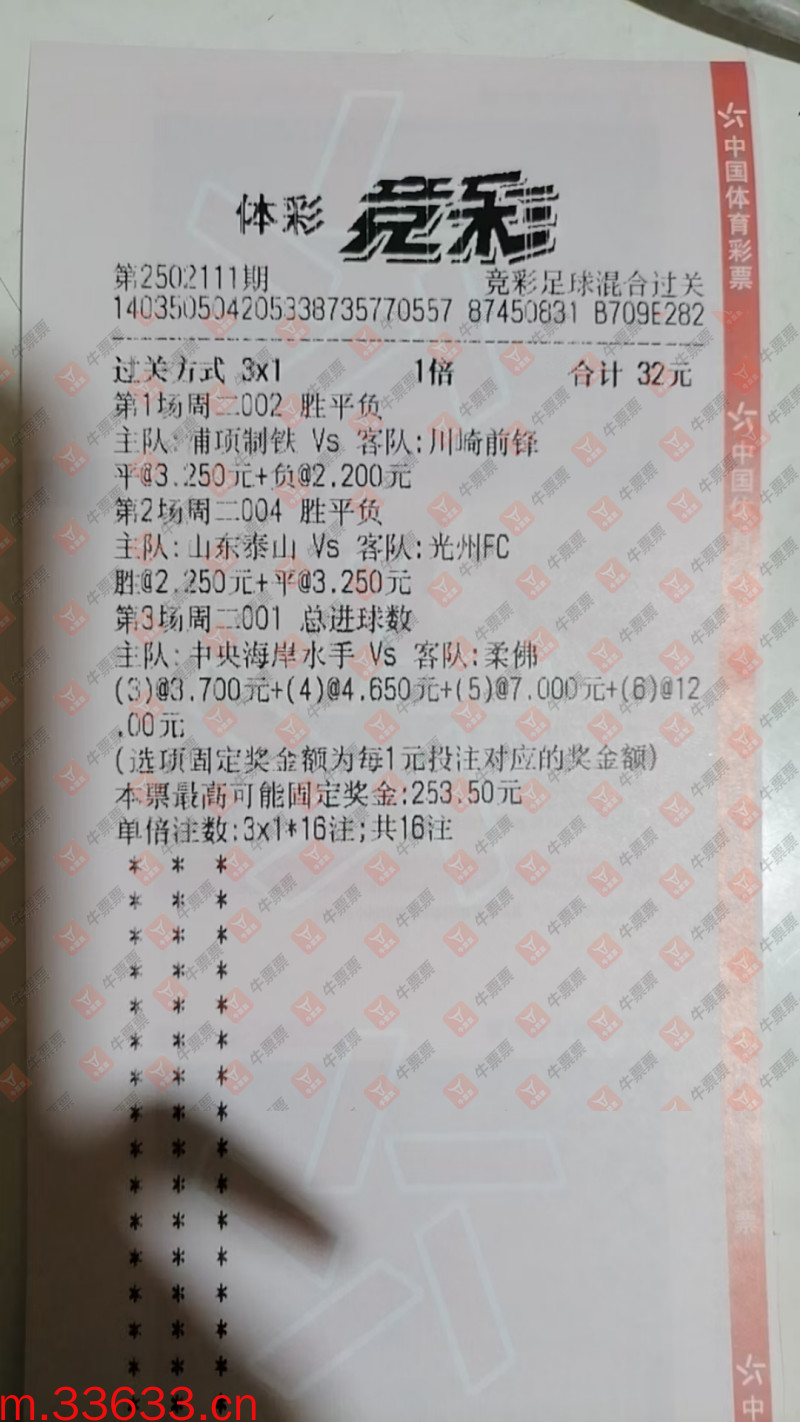 体彩 竞彩
第2502111期 竞彩足球混合过关
140350504205338735770557 87450831 B709E282
过关方式 3x1 1倍 合计 32元
第1场周二002 胜平负
主队:浦项制铁 Vs 客队:川崎前锋
平@3.250元+负@2.200元
第2场周二004 胜平负
主队:山东泰山 Vs 客队:光州FC
胜@2.250元+平@3.250元
第3场周二001 总进球数
主队:中央海岸水手 Vs 客队:柔佛
(3)@3.700元+(4)@4.650元+(5)@7.000元+(6)@12
.00元
(选项固定奖金额为每1元投注对应的奖金额)
本票最高可能固定奖金:253.50元
单倍注数:3x1*16注;共16注
中国体育彩票
中国体
票
中
牛票票
m.33633.cn